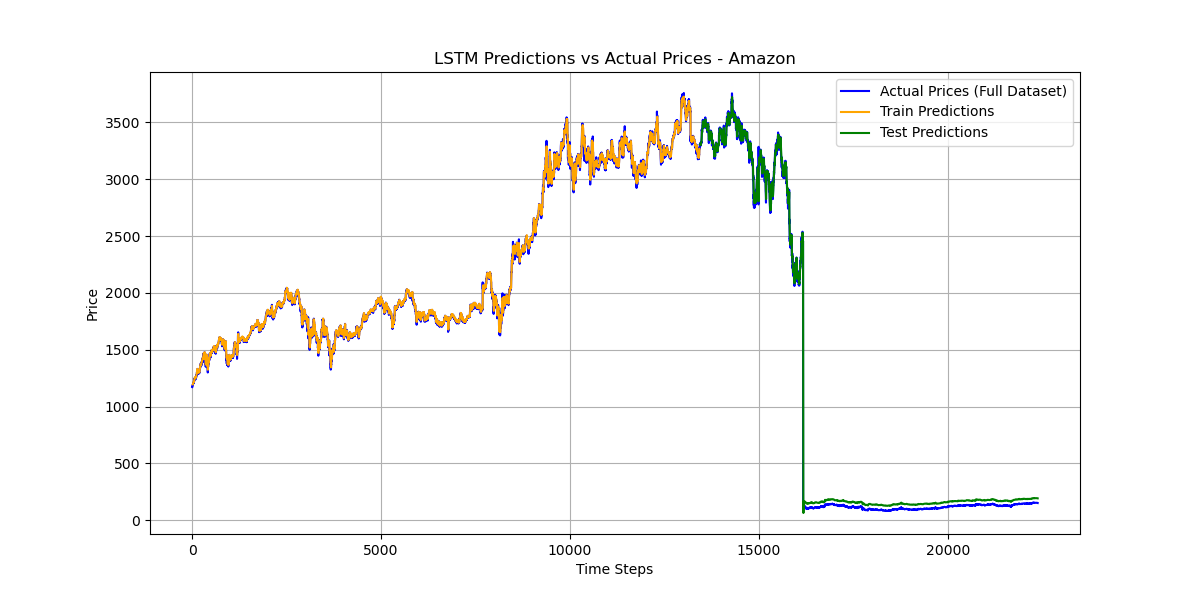 LSTM Predictions vs Actual Prices - Amazon
Actual Prices (Full Dataset)
Train Predictions
Test Predictions
Price
3500
3000
2500
2000
1500
1000
500
0
0 5000 10000 15000 20000
Time Steps